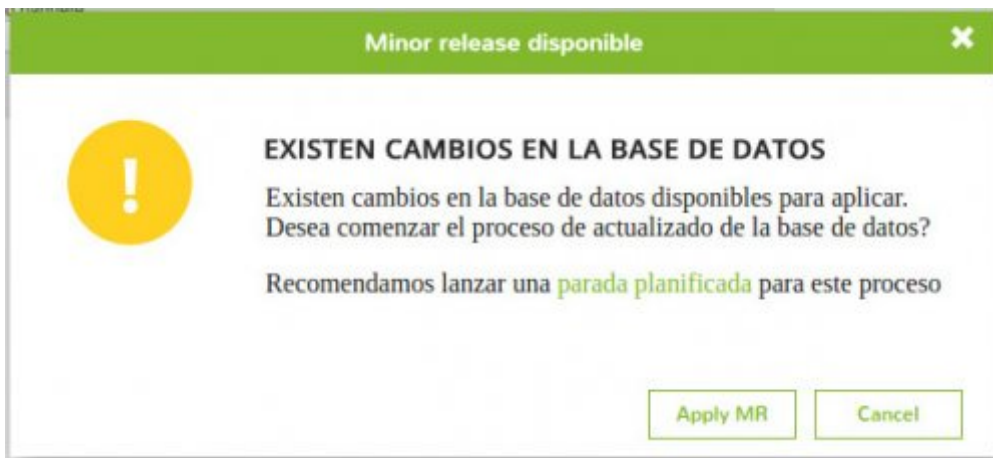 Minor release disponible
EXISTEN CAMBIOS EN LA BASE DE DATOS
Existen cambios en la base de datos disponibles para aplicar.
Desea comenzar el proceso de actualizado de la base de datos?
Recomendamos lanzar una parada planificada para este proceso
Apply MR
Cancel